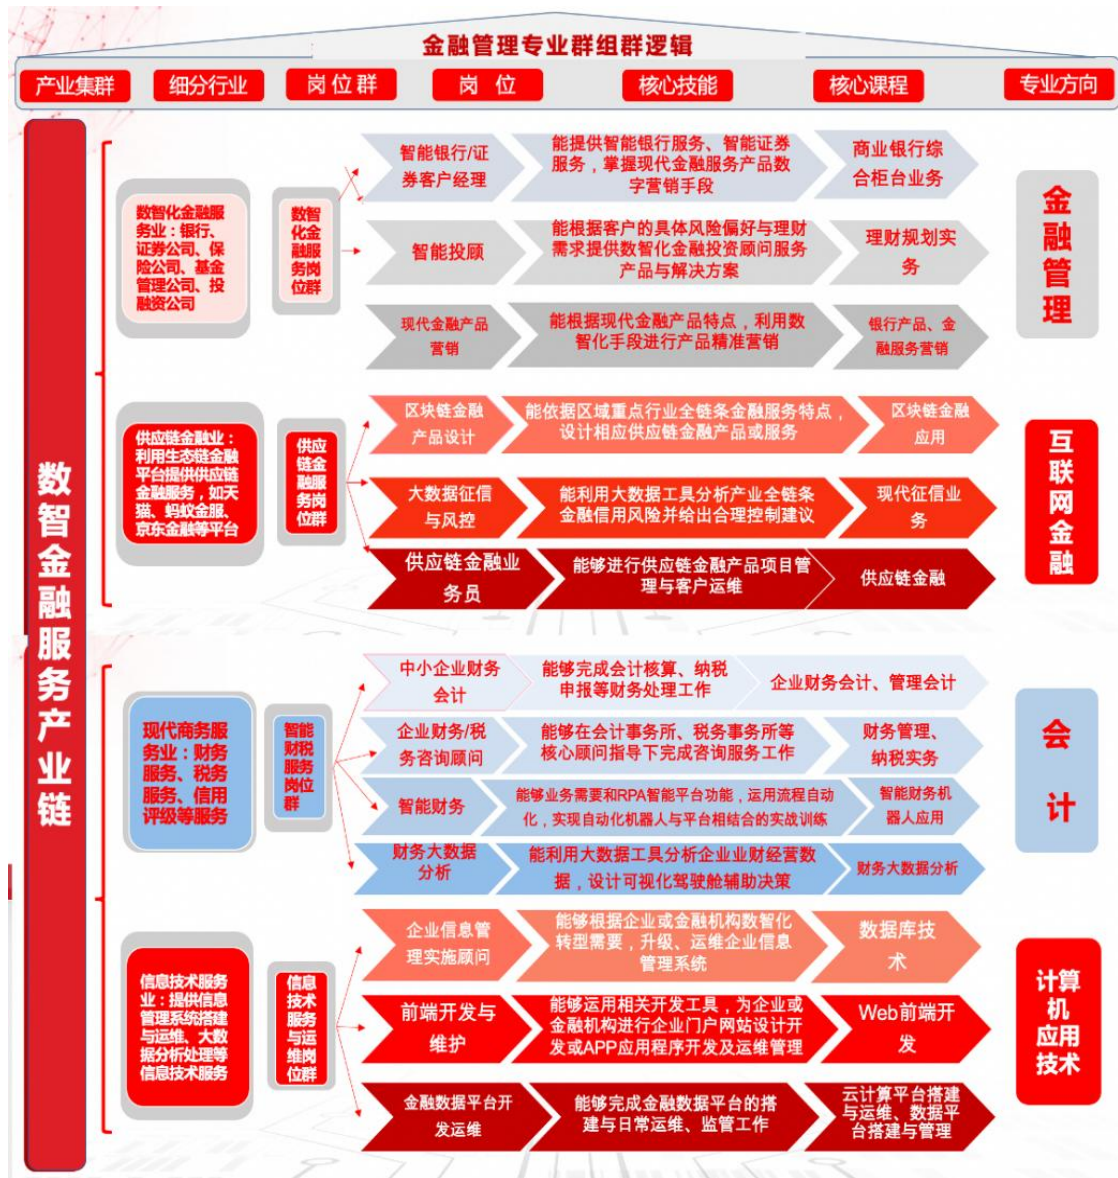 金融管理专业群组群逻辑
产业集群
细分行业
岗位群
岗 位
核心技能
核心课程
专业方向
数智金融服务产业链
数智化金融服
务业：银行、
证券公司、保
险公司、基金
管理公司、投
融资公司
数智
化金
融服
务岗
位群
智能银行/证
券客户经理
能提供智能银行服务、智能证券
服务，掌握现代金融服务产品数
字营销手段
商业银行综
合柜台业务
智能投顾
能根据客户的具体风险偏好与理财
需求提供数智化金融投资顾问服务
产品与解决方案
理财规划实
务
现代金融产品
营销
能根据现代金融产品特点，利用数
智化手段进行产品精准营销
银行产品、金
融服务营销
金融管理
供应链金融业：
利用生态链金融
平台提供供应链
金融服务，如天
猫、蚂蚁金服、
京东金融等平台
供应
链金
融服
务岗
位群
区块链金融
产品设计
能依据区域重点行业全链条金融服务特点，
设计相应供应链金融产品或服务
区块链金融
应用
大数据征信
与风控
能利用大数据工具分析产业全链条
金融信用风险并给出合理控制建议
现代征信业
务
供应链金融业
务员
能够进行供应链金融产品项目管
理与客户运维
供应链金融
互联网金融
现代商务服
务业：财务
服务、税务
服务、信用
评级等服务
智能
财税
服务
岗位
群
中小企业财务
会计
能够完成会计核算、纳税
申报等财务处理工作
企业财务会计、管理会计
企业财务/税
务咨询顾问
能够在会计事务所、税务事务所等
核心顾问指导下完成咨询服务工作
财务管理、
纳税实务
智能财务
能够业务需要和RPA智能平台功能，运用流程自动
化，实现自动化机器人与平台相结合的实战训练
智能财务机
器人应用
财务大数据
分析
能利用大数据工具分析企业业财经营数
据，设计可视化驾驶舱辅助决策
财务大数据分析
会计
信息技术服务
业：提供信息
管理系统搭建
与运维、大数
据分析处理等
信息技术服务
信息
技术
服务
与运
维岗
位群
企业信息管
理实施顾问
能够根据企业或金融机构数智化
转型需要，升级、运维企业信息
管理系统
数据库技
术
前端开发与
维护
能够运用相关开发工具，为企业或
金融机构进行企业门户网站设计开
发或APP应用程序开发及运维管理
Web前端开
发
金融数据平台开
发运维
能够完成金融数据平台的搭
建与日常运维、监管工作
云计算平台搭建
与运维、数据平
台搭建与管理
计算
机
应用
技术